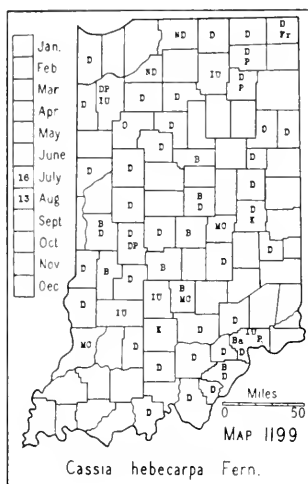 Jan.
Feb
Mar
Apr
May
June
16 July
13 Aug
Sept
Oct
Nov
Dec
ND D D D
Fr
D ND D
P
D DP
IU D D IU D
P
O D D D
D D B D
B
D
B
D D
DP D B MC D
K
D
D B D B D
D IU B
MC
IU
MC D K D D IU
P
D Ba
D
D B
D
D D
D
Miles
0 50
MAP 1199
Cassia hebecarpa Fern.